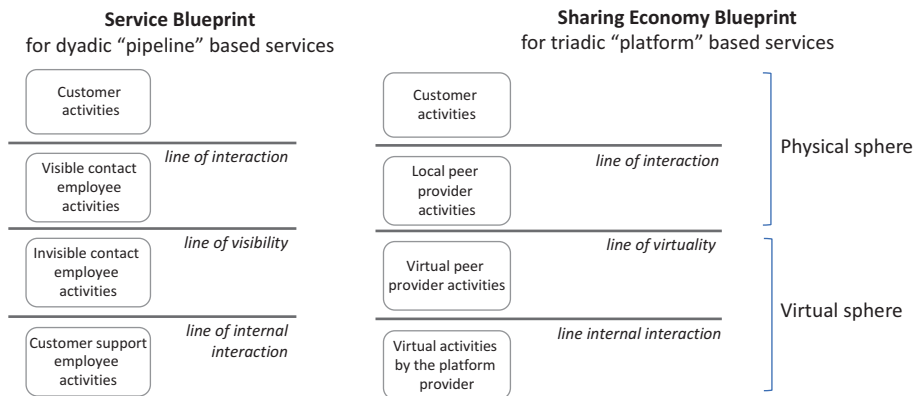 Service Blueprint
for dyadic “pipeline” based services
Customer
activities
line of interaction
Visible contact
employee
activities
line of visibility
Invisible contact
employee
activities
line of internal
interaction
Customer support
employee
activities
Sharing Economy Blueprint
for triadic “platform” based services
Customer
activities
line of interaction
Local peer
provider
activities
line of virtuality
Virtual peer
provider activities
line internal interaction
Virtual activities
by the platform
provider
Physical sphere
Virtual sphere